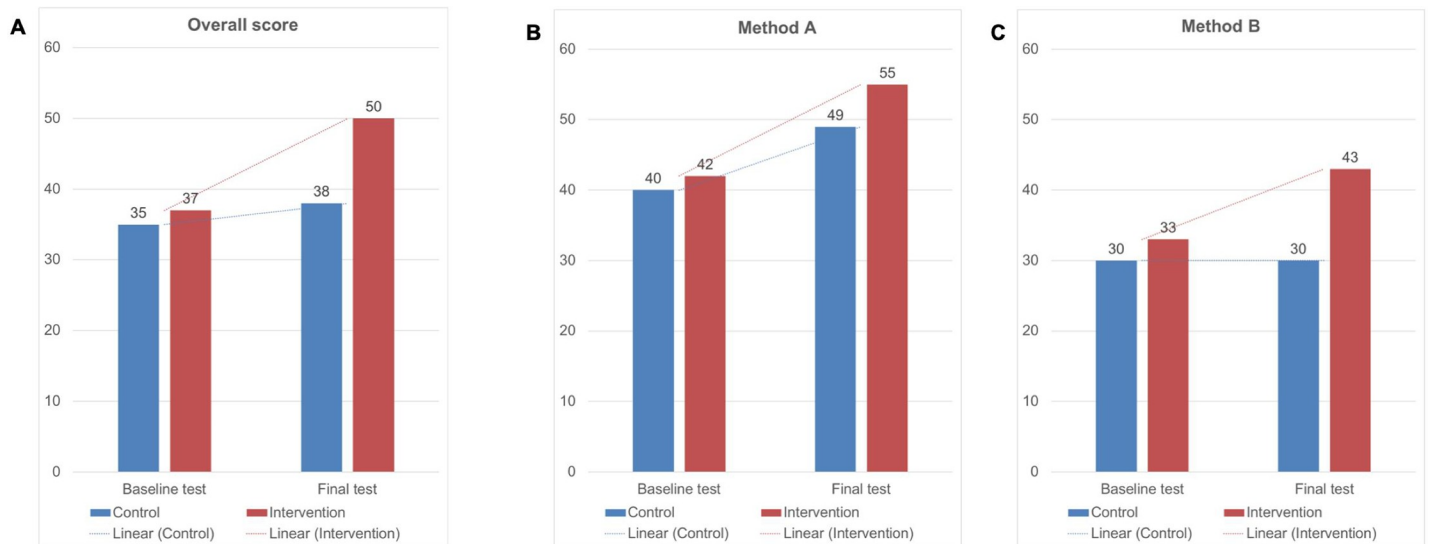 A
Overall score
60
50
40
30
20
10
0
35
37
38
50
Baseline test
Final test
Control
Intervention
Linear (Control)
Linear (Intervention)
B
Method A
60
50
40
30
20
10
0
40
42
49
55
Baseline test
Final test
Control
Intervention
Linear (Control)
Linear (Intervention)
C
Method B
60
50
40
30
20
10
0
30
33
30
43
Baseline test
Final test
Control
Intervention
Linear (Control)
Linear (Intervention)